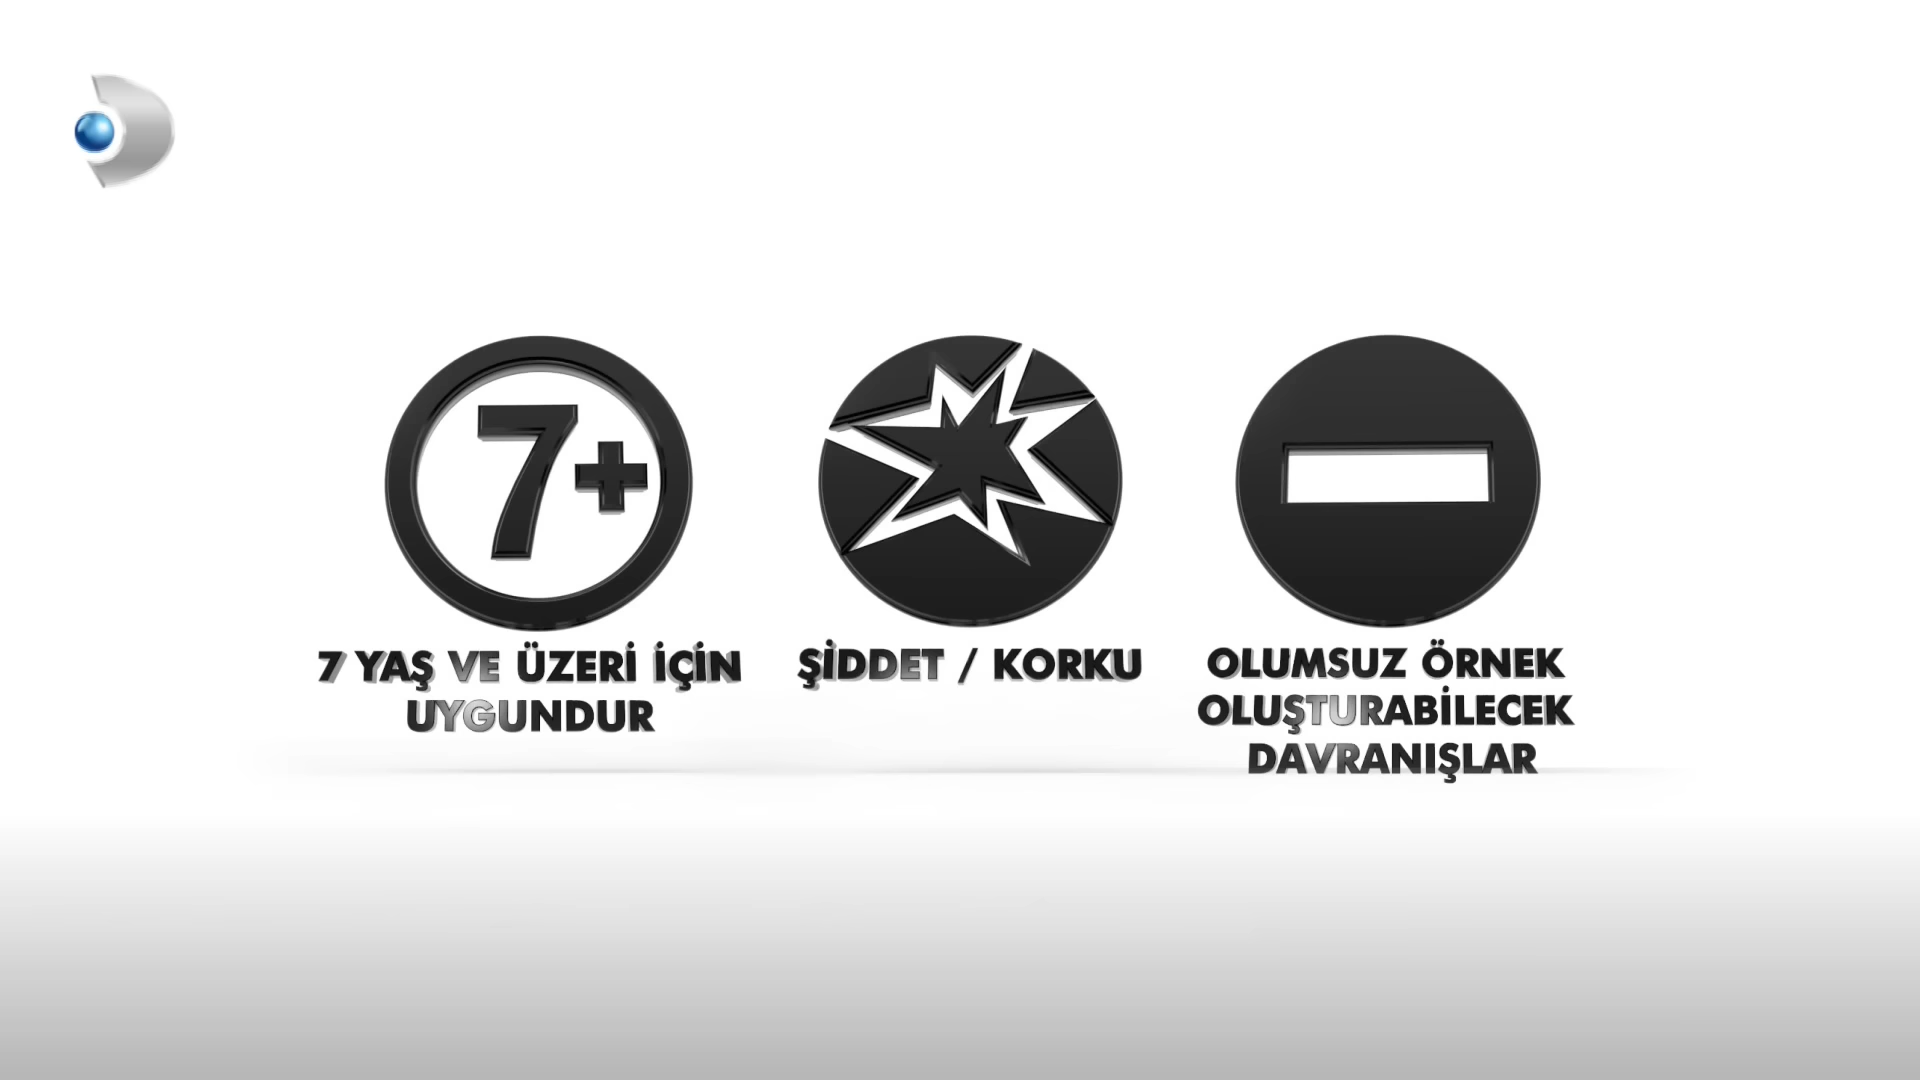 7+
7 YAŞ VE ÜZERİ İÇİN
UYGUNDUR
ŞİDDET / KORKU
OLUMSUZ ÖRNEK
OLUŞTURABİLECEK
DAVRANIŞLAR